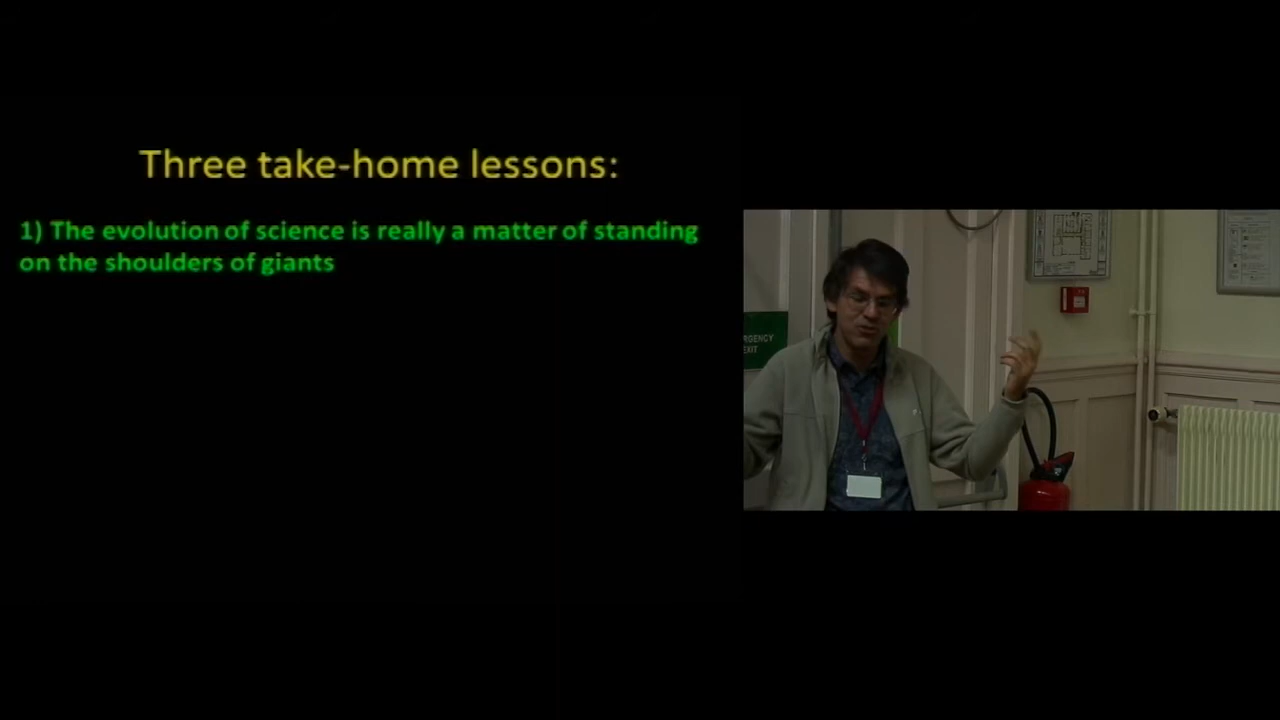 Three take-home lessons:
1) The evolution of science is really a matter of standing
on the shoulders of giants
EXIT